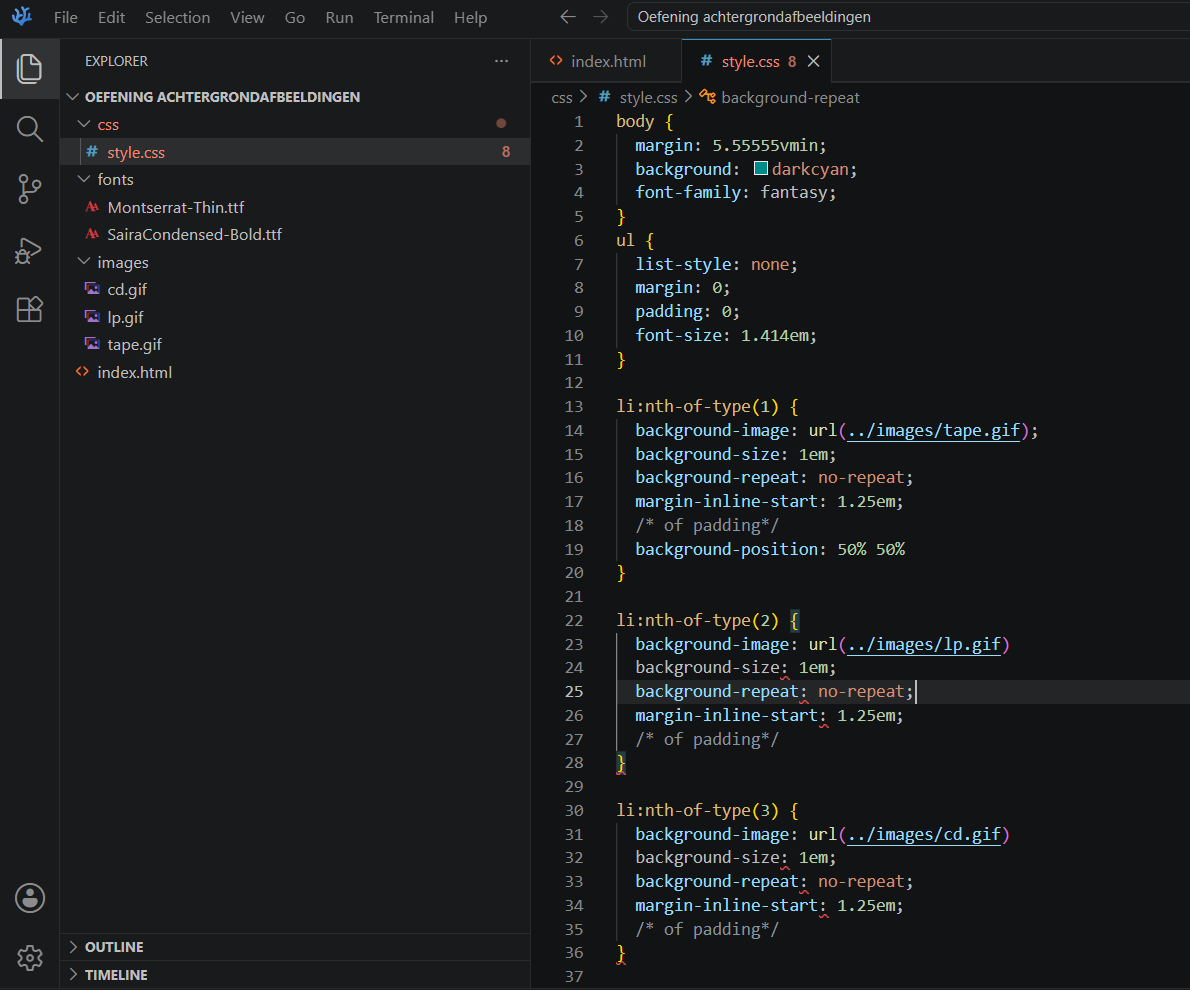 File Edit Selection View Go Run Terminal Help ← → Oefening achtergrondafbeeldingen
EXPLORER ···
OEFENING ACHTERGRONDAFBEELDINGEN
css
# style.css 8
fonts
Montserrat-Thin.ttf
SairaCondensed-Bold.ttf
images
cd.gif
lp.gif
tape.gif
<> index.html
OUTLINE
TIMELINE
<> index.html # style.css 8 ×
css > # style.css > background-repeat
1 body {
2 margin: 5.55555vmin;
3 background: darkcyan;
4 font-family: fantasy;
5 }
6 ul {
7 list-style: none;
8 margin: 0;
9 padding: 0;
10 font-size: 1.414em;
11 }
12
13 li:nth-of-type(1) {
14 background-image: url(../images/tape.gif);
15 background-size: 1em;
16 background-repeat: no-repeat;
17 margin-inline-start: 1.25em;
18 /* of padding*/
19 background-position: 50% 50%
20 }
21
22 li:nth-of-type(2) {
23 background-image: url(../images/lp.gif)
24 background-size: 1em;
25 background-repeat: no-repeat;
26 margin-inline-start: 1.25em;
27 /* of padding*/
28 }
29
30 li:nth-of-type(3) {
31 background-image: url(../images/cd.gif)
32 background-size: 1em;
33 background-repeat: no-repeat;
34 margin-inline-start: 1.25em;
35 /* of padding*/
36 }
37